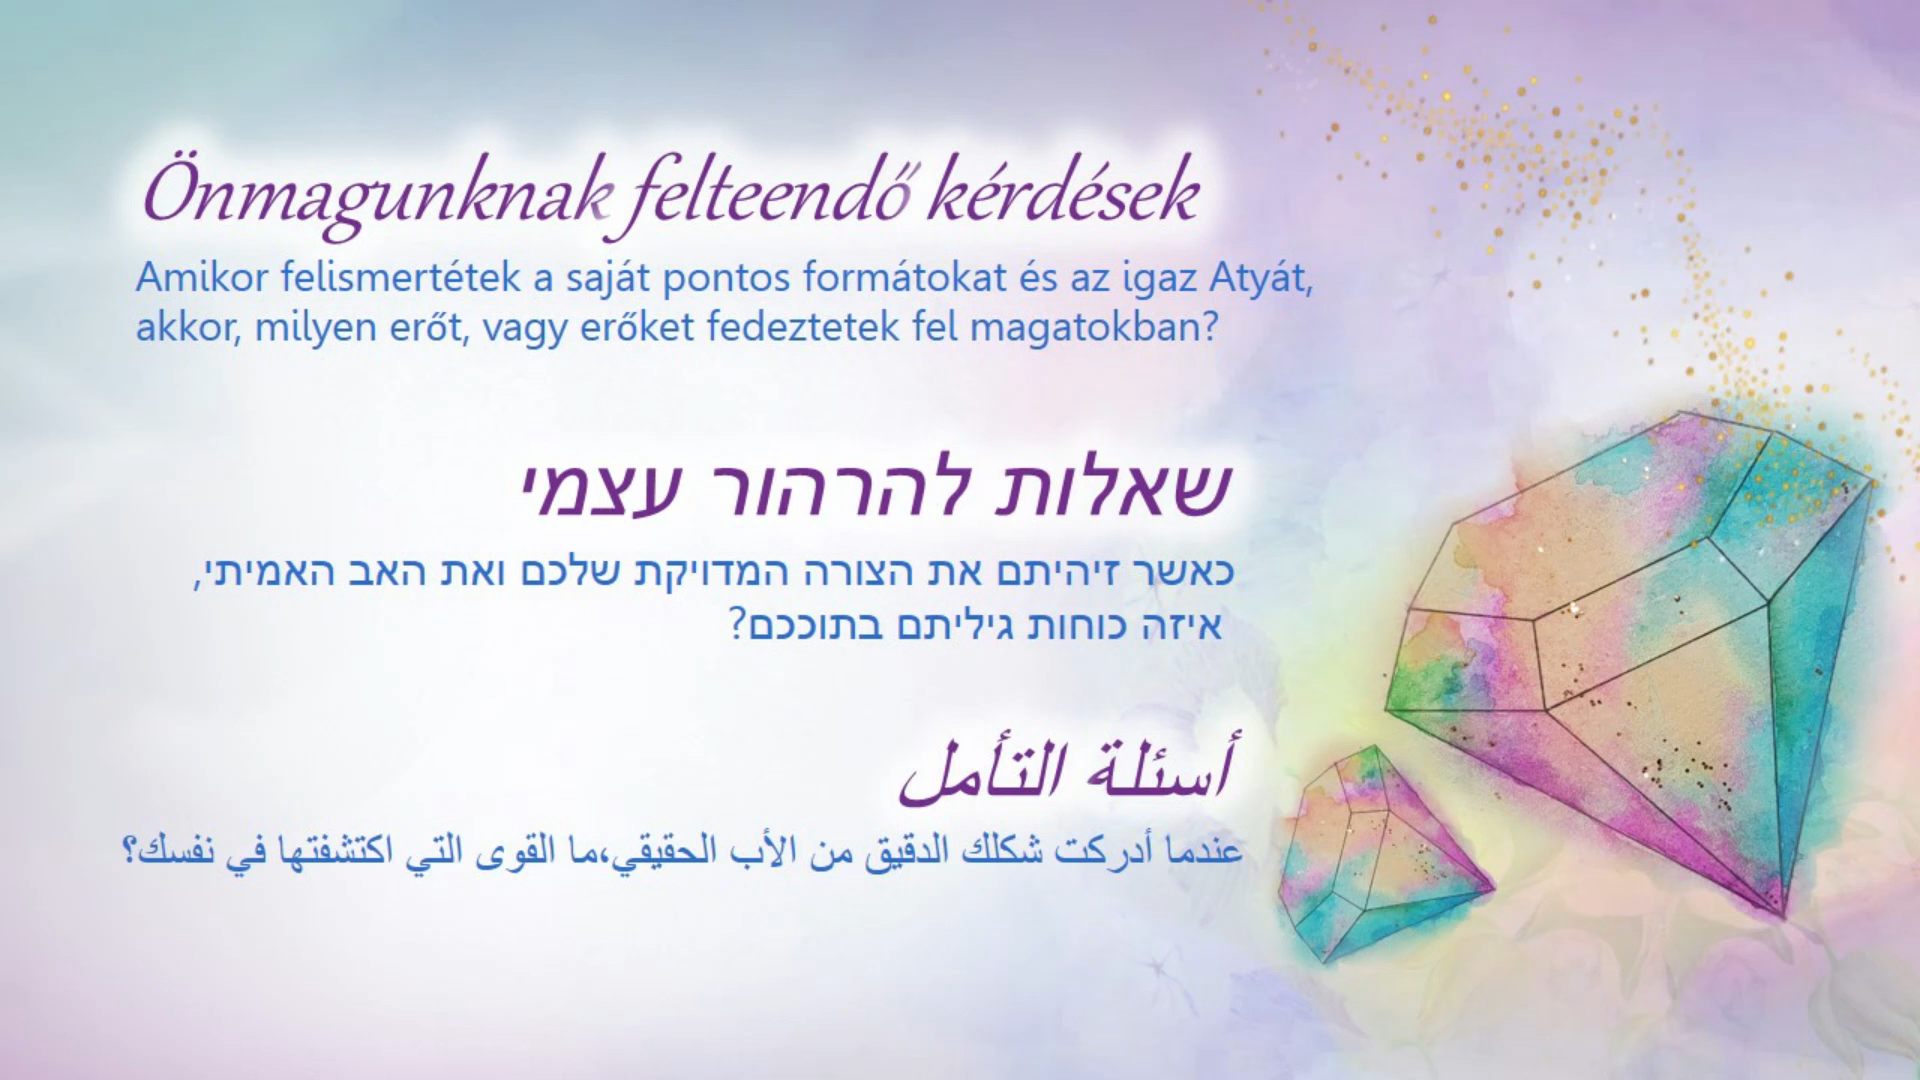 Önmagunknak felteendő kérdések
Amikor felismertétek a saját pontos formátokat és az igaz Atyát,
akkor, milyen erőt, vagy erőket fedeztetek fel magatokban?
שאלות להרהור עצמי
כאשר זיהיתם את הצורה המדויקת שלכם ואת האב האמיתי,
איזה כוחות גיליתם בתוככם?
أسئلة التأمل
عندما أدركت شكلك الدقيق من الأب الحقيقي،ما القوى التي اكتشفتها في نفسك؟